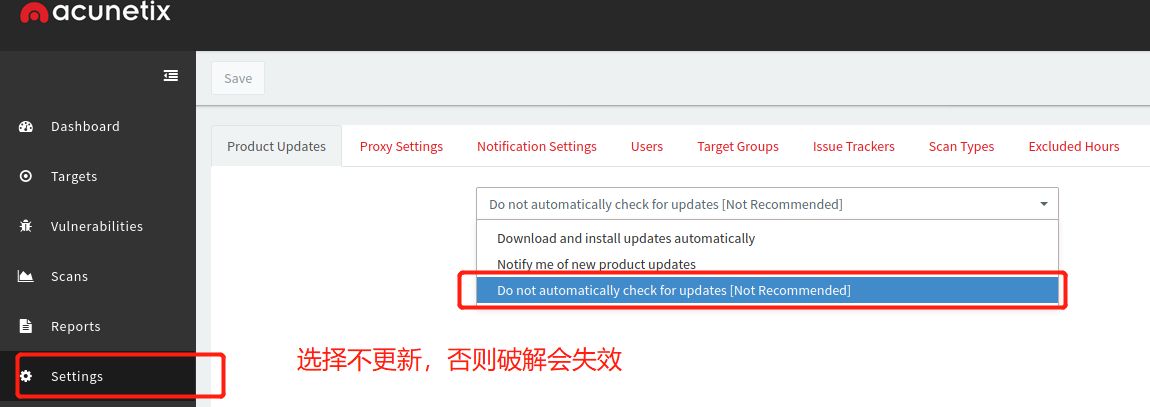 acunetix
Save
Dashboard
Targets
Vulnerabilities
Scans
Reports
Settings
Product Updates Proxy Settings Notification Settings Users Target Groups Issue Trackers Scan Types Excluded Hours
Do not automatically check for updates [Not Recommended]
Download and install updates automatically
Notify me of new product updates
Do not automatically check for updates [Not Recommended]
选择不更新，否则破解会失效